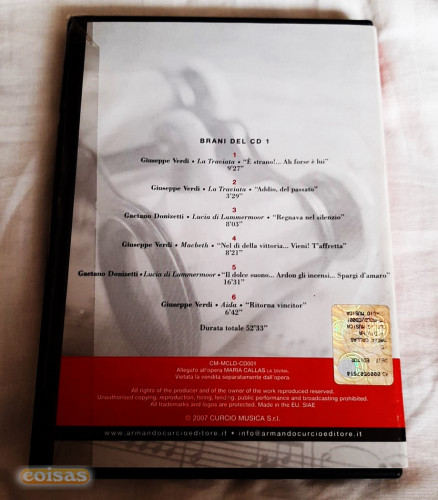 BRANI DEL CD 1
1
Giuseppe Verdi • La Traviata • “È strano!... Ah forse è lui”
9'27”
2
Giuseppe Verdi • La Traviata • “Addio, del passato”
3'29”
3
Gaetano Donizetti • Lucia di Lammermoor • “Regnava nel silenzio”
8'03”
4
Giuseppe Verdi • Macbeth • “Nel dì della vittoria... Vieni! T'affretta”
8'21”
5
Gaetano Donizetti • Lucia di Lammermoor • “Il dolce suono... Ardon gli incensi... Spargi d'amaro”
16'31”
6
Giuseppe Verdi • Aida • “Ritorna vincitor”
6'42”
Durata totale 52'33”
CM-MCLD-CD001
Allegato all'opera MARIA CALLAS LA DIVINA.
Vietata la vendita separatamente dall'opera.
All rights of the producer and of the owner of the work reproduced reserved.
Unauthorised copying, reproduction, hiring, lending, public performance and broadcasting prohibited.
All trademarks and logos are protected. Made in the EU. SIAE
© 2007 CURCIO MUSICA S.r.l.
www.armandocurcioeditore.it • info@armandocurcioeditore.it
coisas